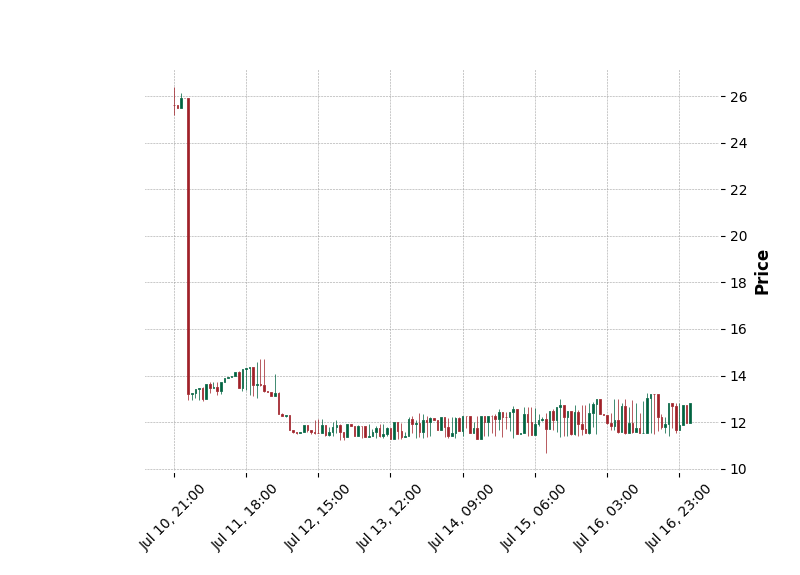 26
24
22
20
18
16
14
12
10
Price
Jul 10, 21:00
Jul 11, 18:00
Jul 12, 15:00
Jul 13, 12:00
Jul 14, 09:00
Jul 15, 06:00
Jul 16, 03:00
Jul 16, 23:00